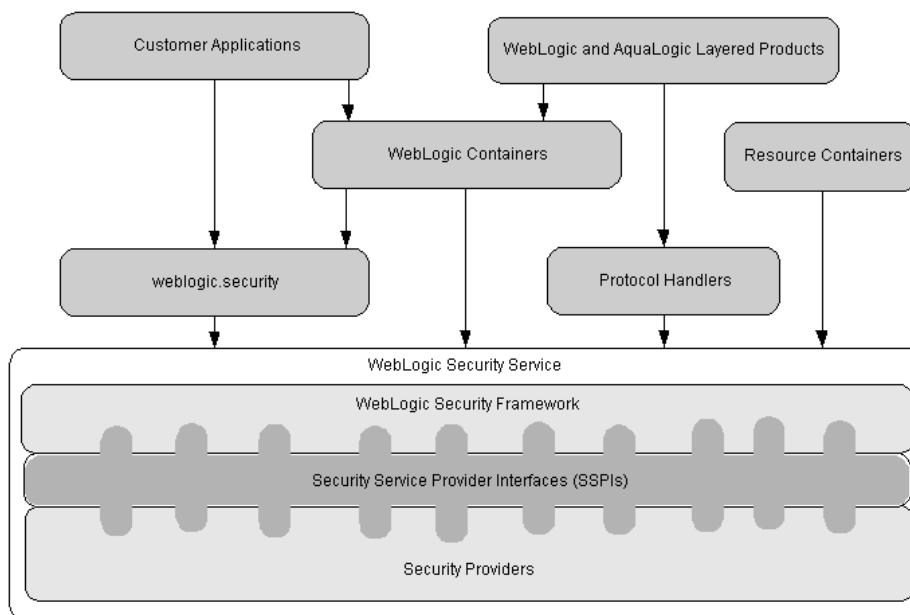 Customer Applications
WebLogic and AquaLogic Layered Products
WebLogic Containers
Resource Containers
weblogic.security
Protocol Handlers
WebLogic Security Service
WebLogic Security Framework
Security Service Provider Interfaces (SSPIs)
Security Providers